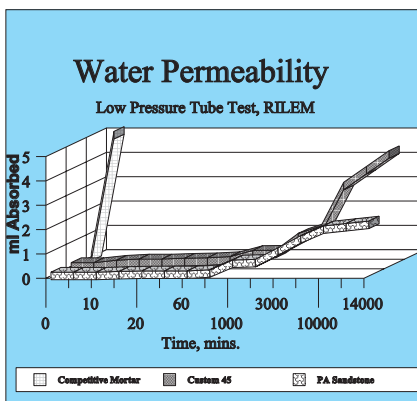 Water Permeability
Low Pressure Tube Test, RILEM
ml Absorbed
5
4
3
2
1
0
10
60
3000
14000
0
20
1000
10000
Time, mins.
Competitive Mortar
Custom 45
PA Sandstone